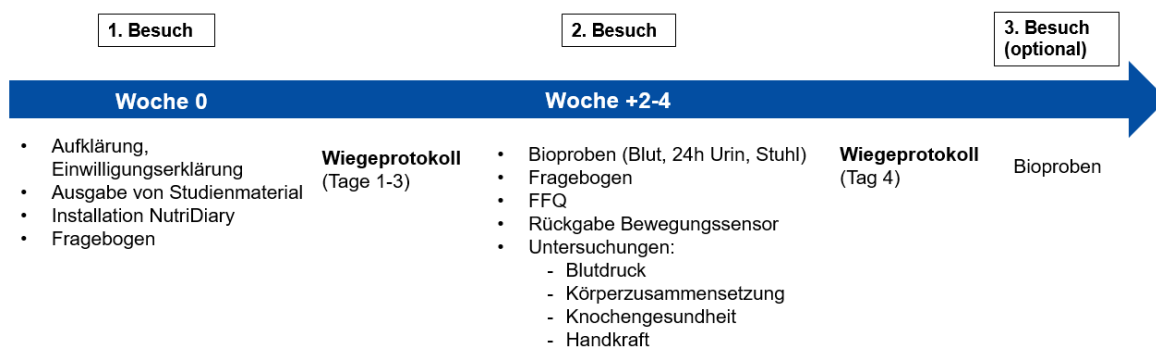 1. Besuch
2. Besuch
3. Besuch
(optional)
Woche 0
Woche +2-4
• Aufklärung,
Einwilligungserklärung
• Ausgabe von Studienmaterial
• Installation NutriDiary
• Fragebogen
Wiegeprotokoll
(Tage 1-3)
• Bioproben (Blut, 24h Urin, Stuhl)
• Fragebogen
• FFQ
• Rückgabe Bewegungssensor
• Untersuchungen:
- Blutdruck
- Körperzusammensetzung
- Knochengesundheit
- Handkraft
Wiegeprotokoll
(Tag 4)
Bioproben